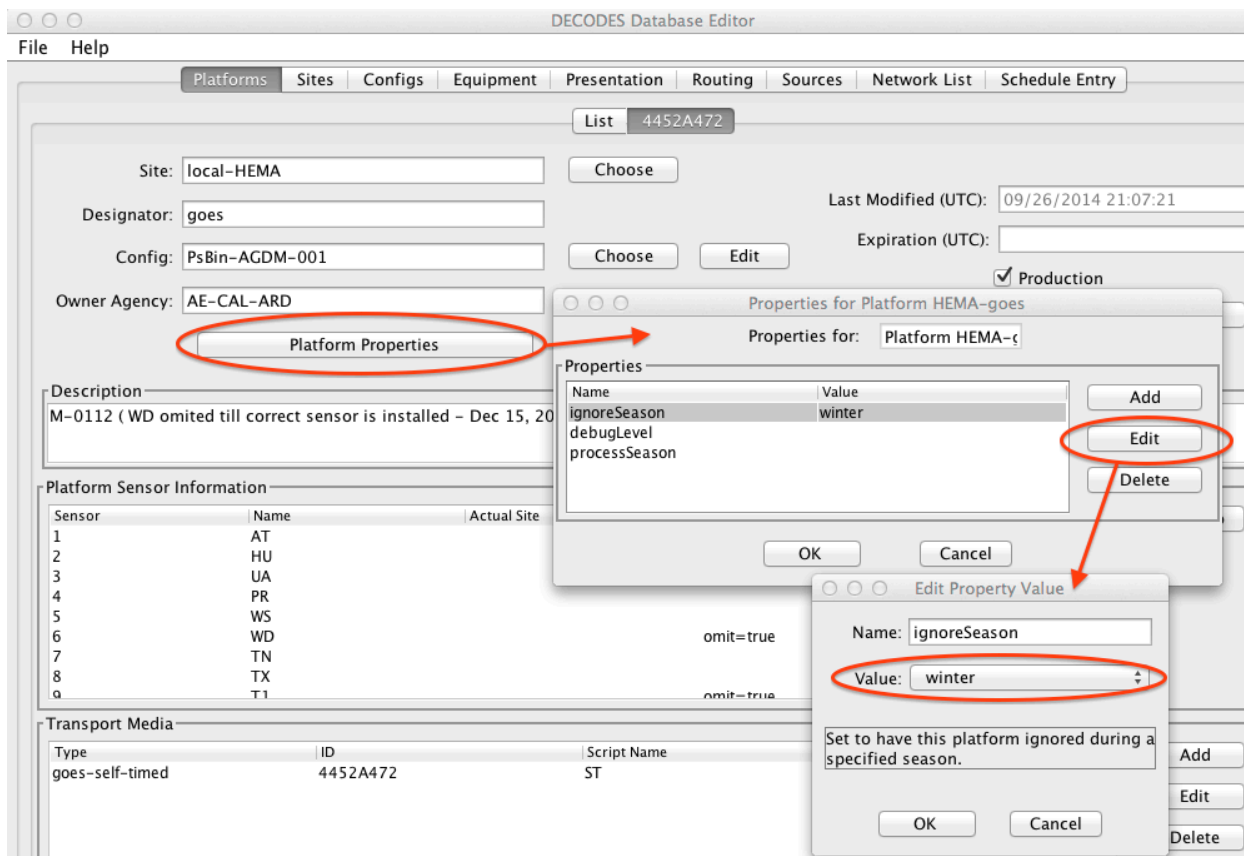 DECODES Database Editor
File Help
Platforms Sites Configs Equipment Presentation Routing Sources Network List Schedule Entry
List 4452A472
Site: local-HEMA Choose
Last Modified (UTC): 09/26/2014 21:07:21
Designator: goes
Expiration (UTC):
Config: PsBin-AGDM-001 Choose Edit
Production
Owner Agency: AE-CAL-ARD
Platform Properties
Properties for Platform HEMA-goes
Properties for: Platform HEMA-g
Properties
Name Value
ignoreSeason winter
debugLevel
processSeason
Add
Edit
Delete
OK Cancel
Description
M-0112 ( WD omited till correct sensor is installed - Dec 15, 20
Platform Sensor Information
Sensor Name Actual Site
1 AT
2 HU
3 UA
4 PR
5 WS
6 WD omit=true
7 TN
8 TX
9 T1 omit=true
Edit Property Value
Name: ignoreSeason
Value: winter
Set to have this platform ignored during a
specified season.
OK Cancel
Transport Media
Type ID Script Name
goes-self-timed 4452A472 ST
Add
Edit
Delete